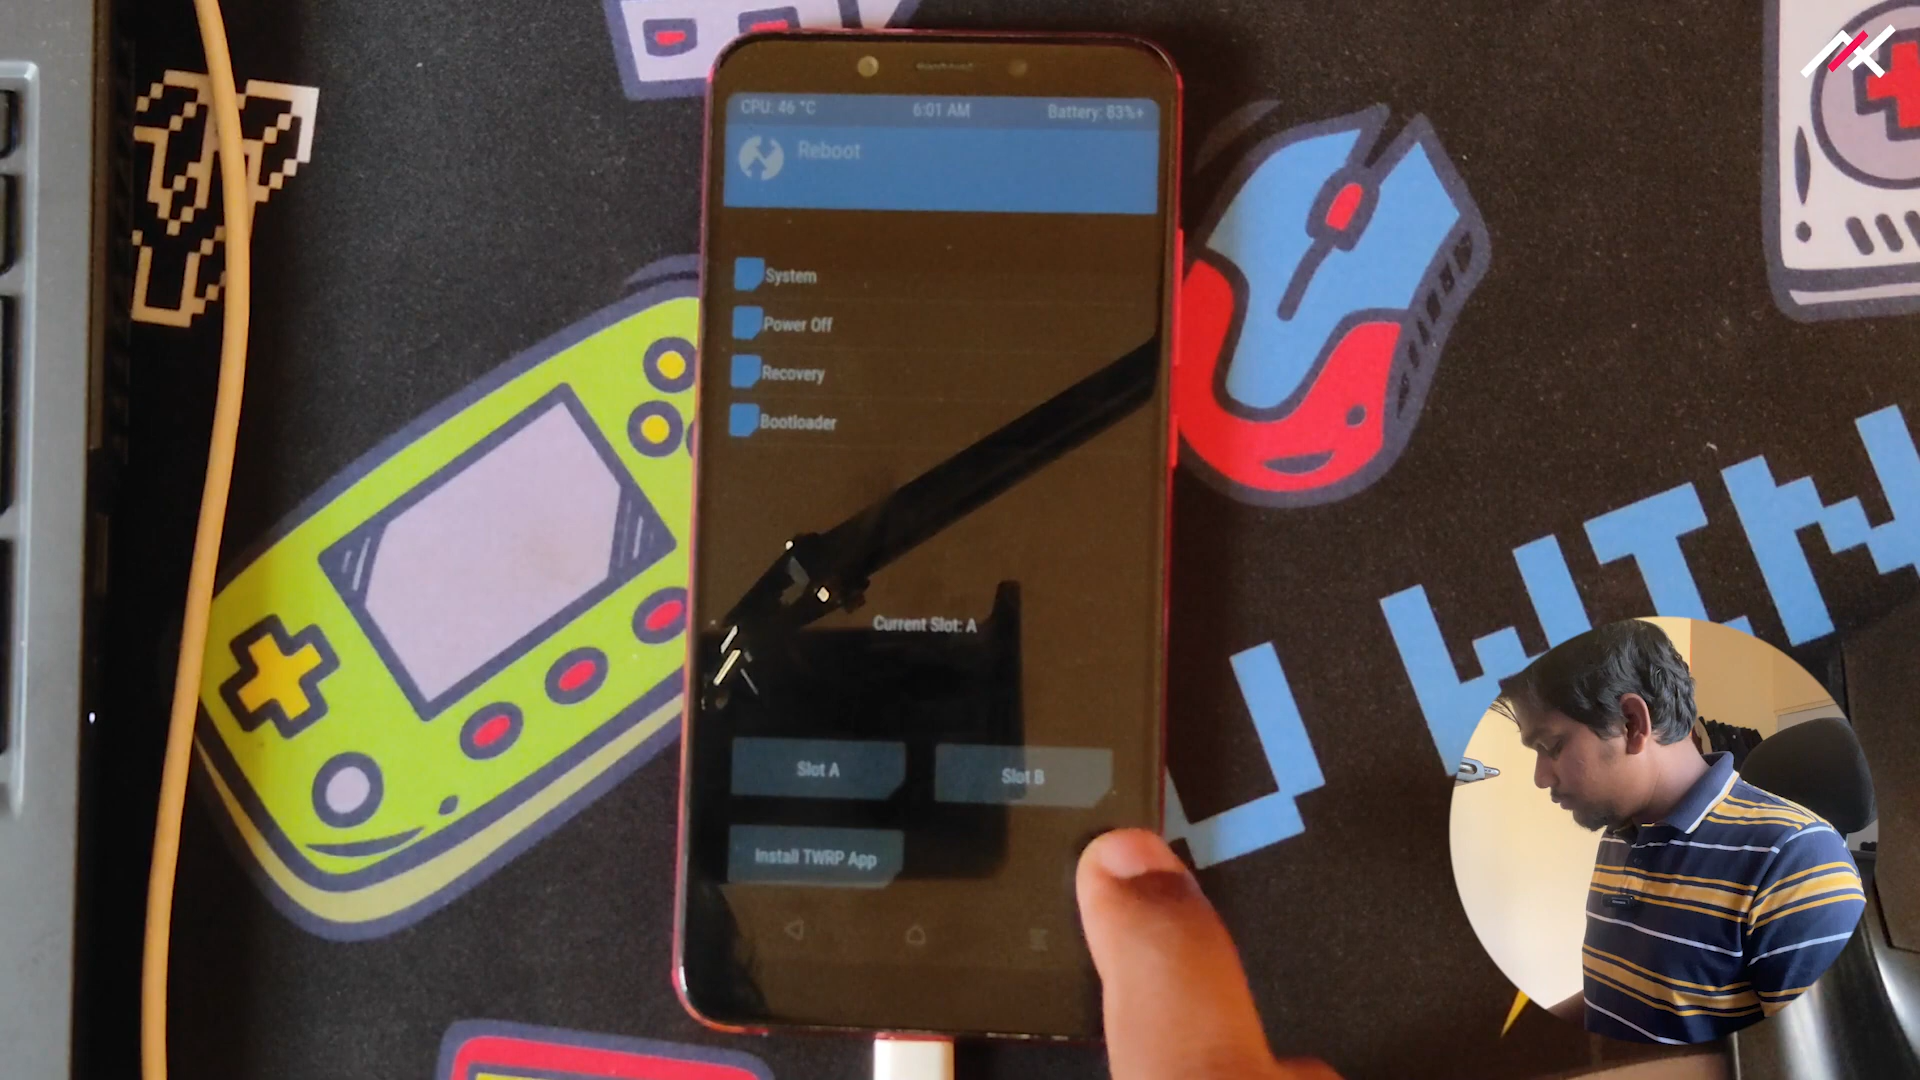 CPU: 46 °C
6:01 AM
Battery: 83%+
Reboot
System
Power Off
Recovery
Bootloader
Current Slot: A
Slot A
Slot B
Install TWRP App